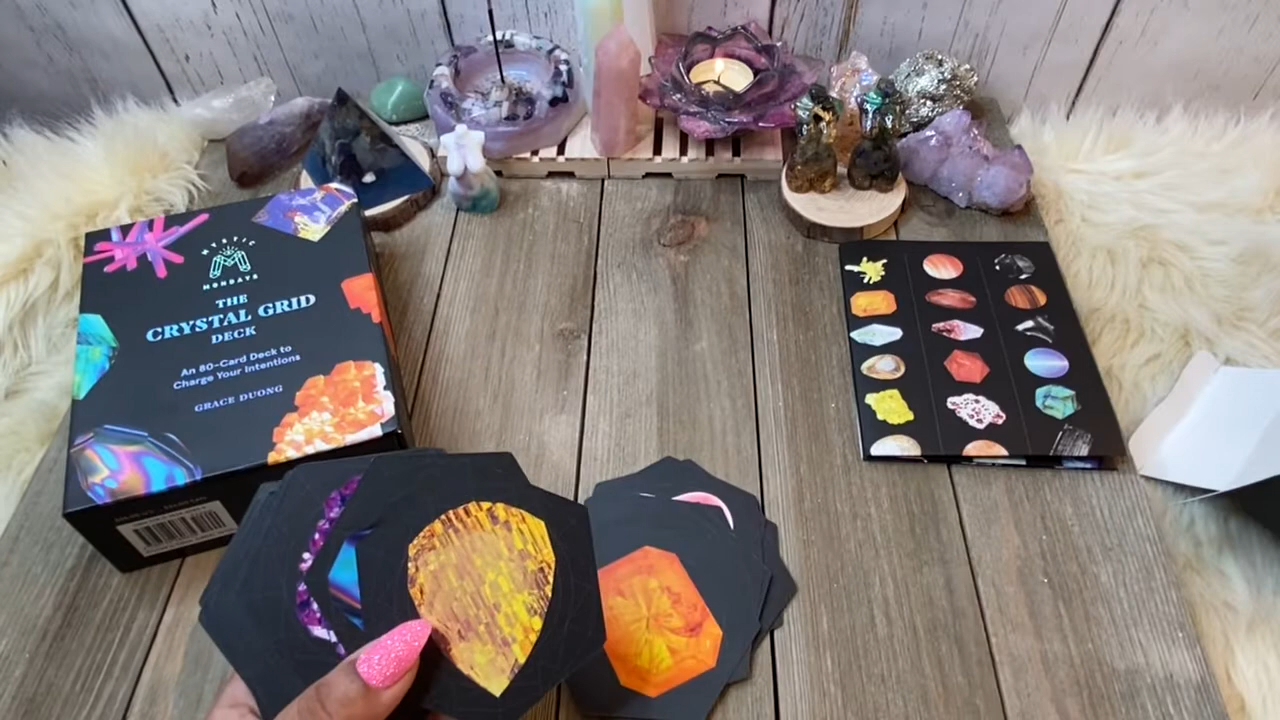 MYSTIC
MONDAYS
THE
CRYSTAL GRID
DECK
An 80-Card Deck to
Charge Your Intentions
GRACE DUONG